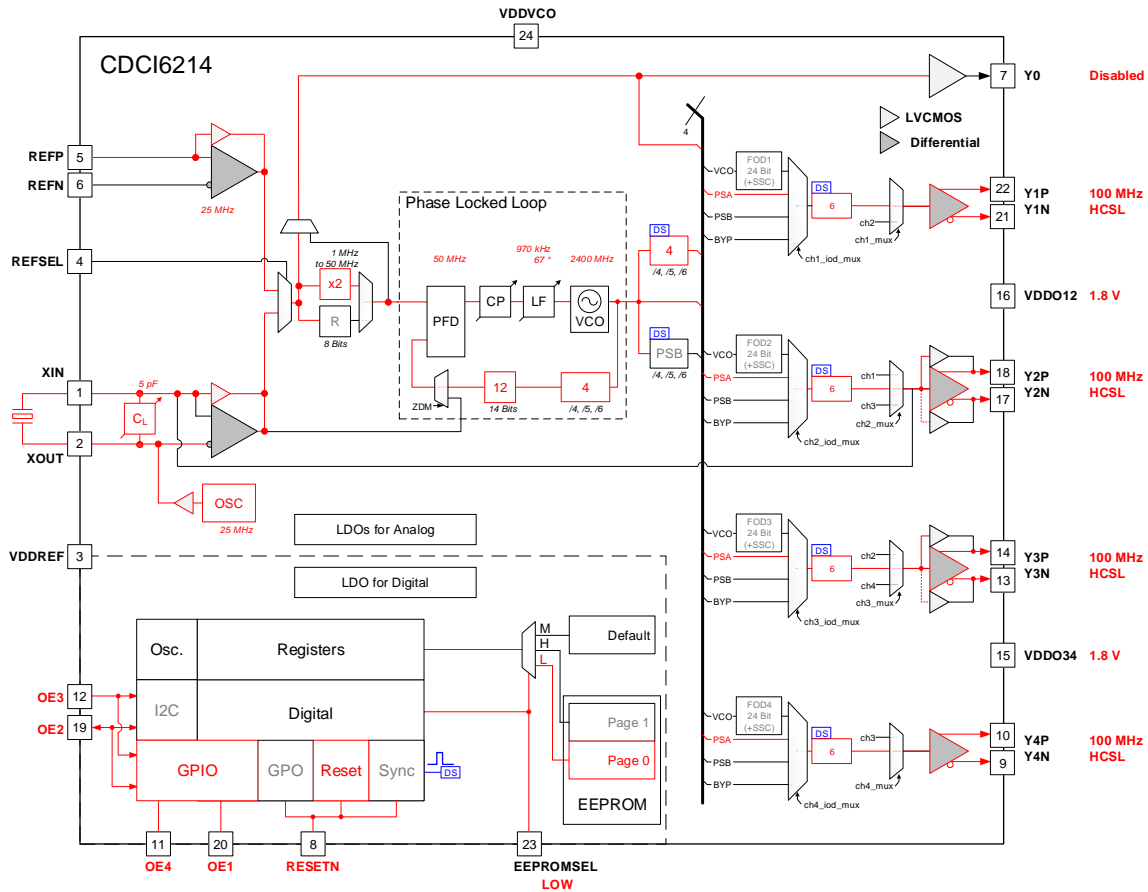 VDDVCO
24
CDCI6214
7 Y0 Disabled
LVCMOS
Differential
4
REFP 5
REFN 6
25 MHz
REFSEL 4
Phase Locked Loop
1 MHz
to 50 MHz
x2
R
8 Bits
50 MHz
970 kHz
67 °
2400 MHz
PFD
CP
LF
VCO
ZDM
12
14 Bits
4
/4, /5, /6
DS
4
/4, /5, /6
DS
PSB
/4, /5, /6
VCO
PSA
PSB
BYP
FOD1
24 Bit
(+SSC)
DS
6
ch1_iod_mux
ch2
ch1_mux
22 Y1P
21 Y1N
100 MHz
HCSL
16 VDDO12 1.8 V
VCO
PSA
PSB
BYP
FOD2
24 Bit
(+SSC)
DS
6
ch2_iod_mux
ch1
ch3
ch2_mux
18 Y2P
17 Y2N
100 MHz
HCSL
XIN
1
5 pF
CL
2
XOUT
OSC
25 MHz
VDDREF 3
LDOs for Analog
LDO for Digital
VCO
PSA
PSB
BYP
FOD3
24 Bit
(+SSC)
DS
6
ch3_iod_mux
ch2
ch4
ch3_mux
14 Y3P
13 Y3N
100 MHz
HCSL
15 VDDO34 1.8 V
Osc.
Registers
I2C
Digital
GPIO
GPO
Reset
Sync
DS
M
H
L
Default
Page 1
Page 0
EEPROM
OE3 12
OE2 19
VCO
PSA
PSB
BYP
FOD4
24 Bit
(+SSC)
DS
6
ch4_iod_mux
ch3
ch4_mux
10 Y4P
9 Y4N
100 MHz
HCSL
11
OE4
20
OE1
8
RESETN
23
EEPROMSEL
LOW